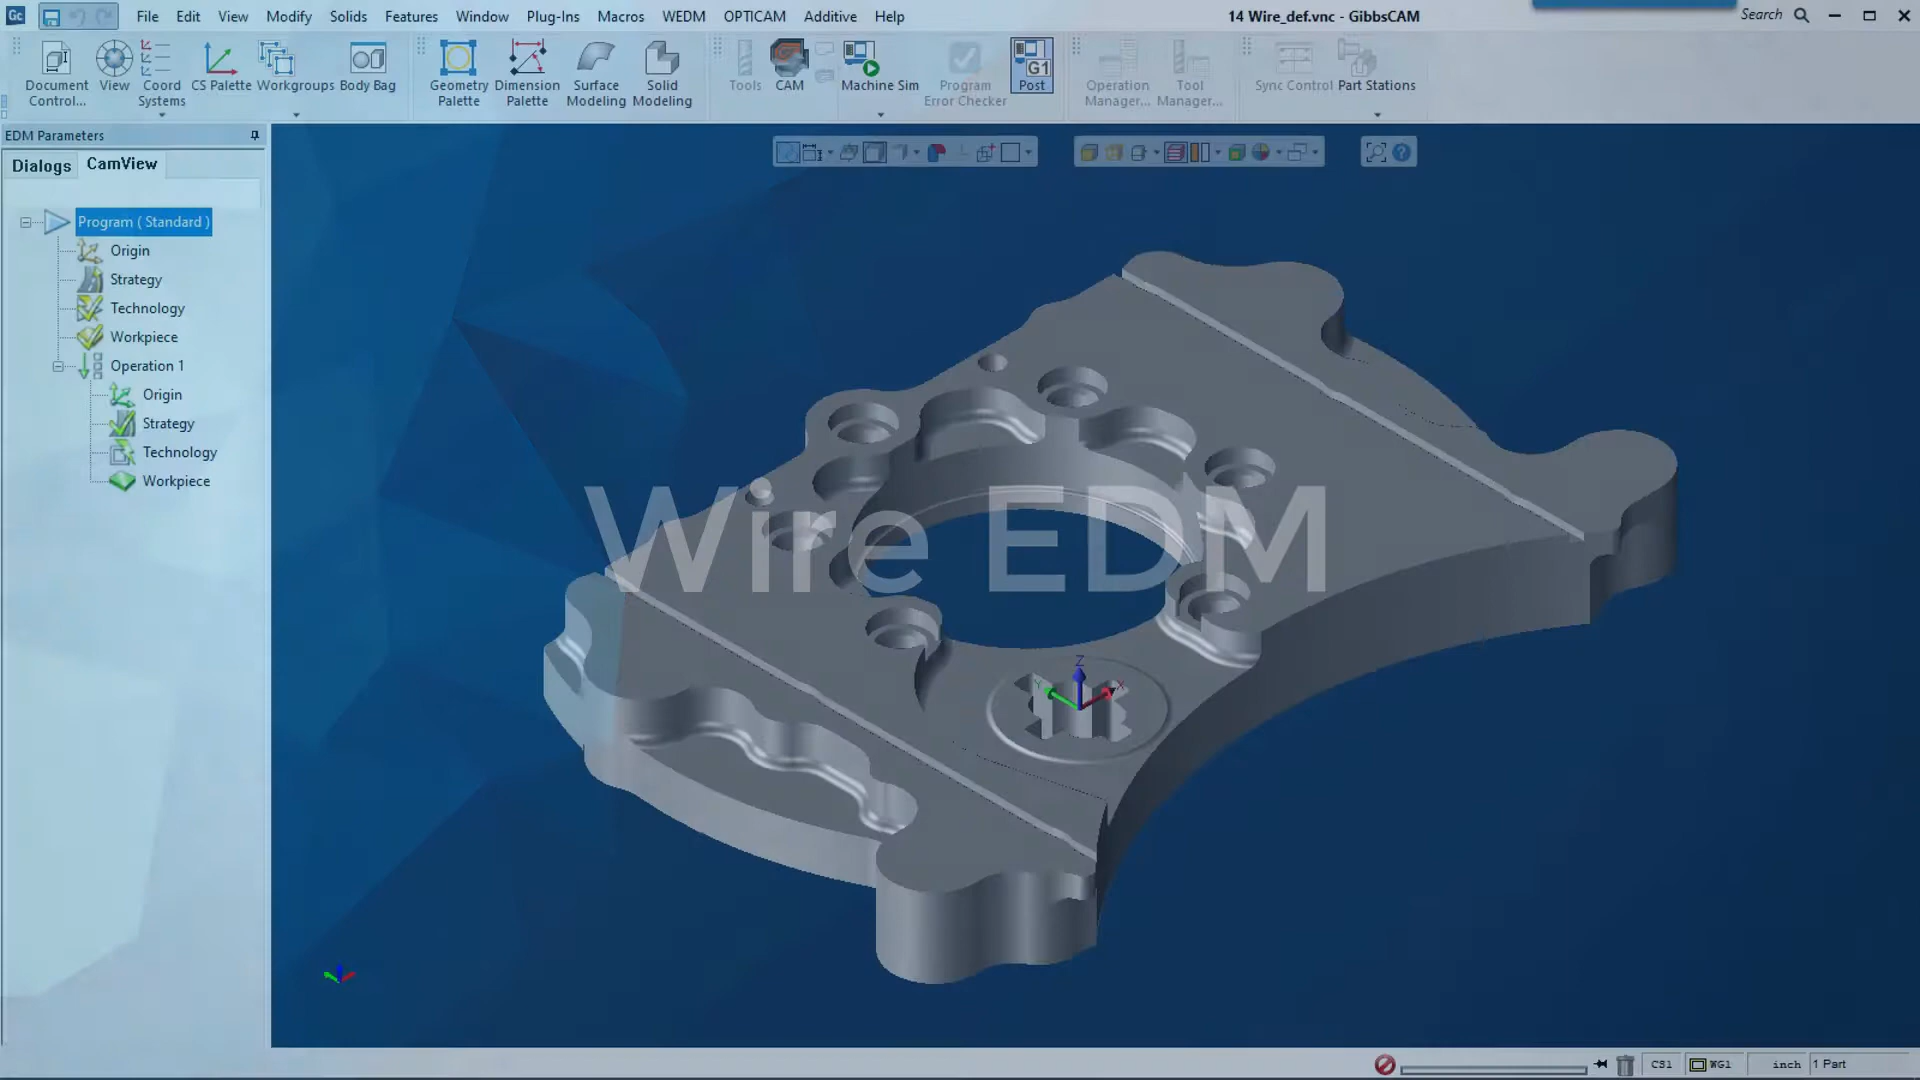 Gc File Edit View Modify Solids Features Window Plug-Ins Macros WEDM OPTICAM Additive Help 14 Wire_def.vnc - GibbsCAM Search
Document Control...
View
Coord Systems
CS Palette
Workgroups
Body Bag
Geometry Palette
Dimension Palette
Surface Modeling
Solid Modeling
Tools
CAM
Machine Sim
Program Error Checker
G1
Post
Operation Manager...
Tool Manager...
Sync Control
Part Stations
EDM Parameters
Dialogs CamView
Program ( Standard )
Origin
Strategy
Technology
Workpiece
Operation 1
Origin
Strategy
Technology
Workpiece
Wire EDM
Z
Y X
CS1 WG1 inch 1 Part